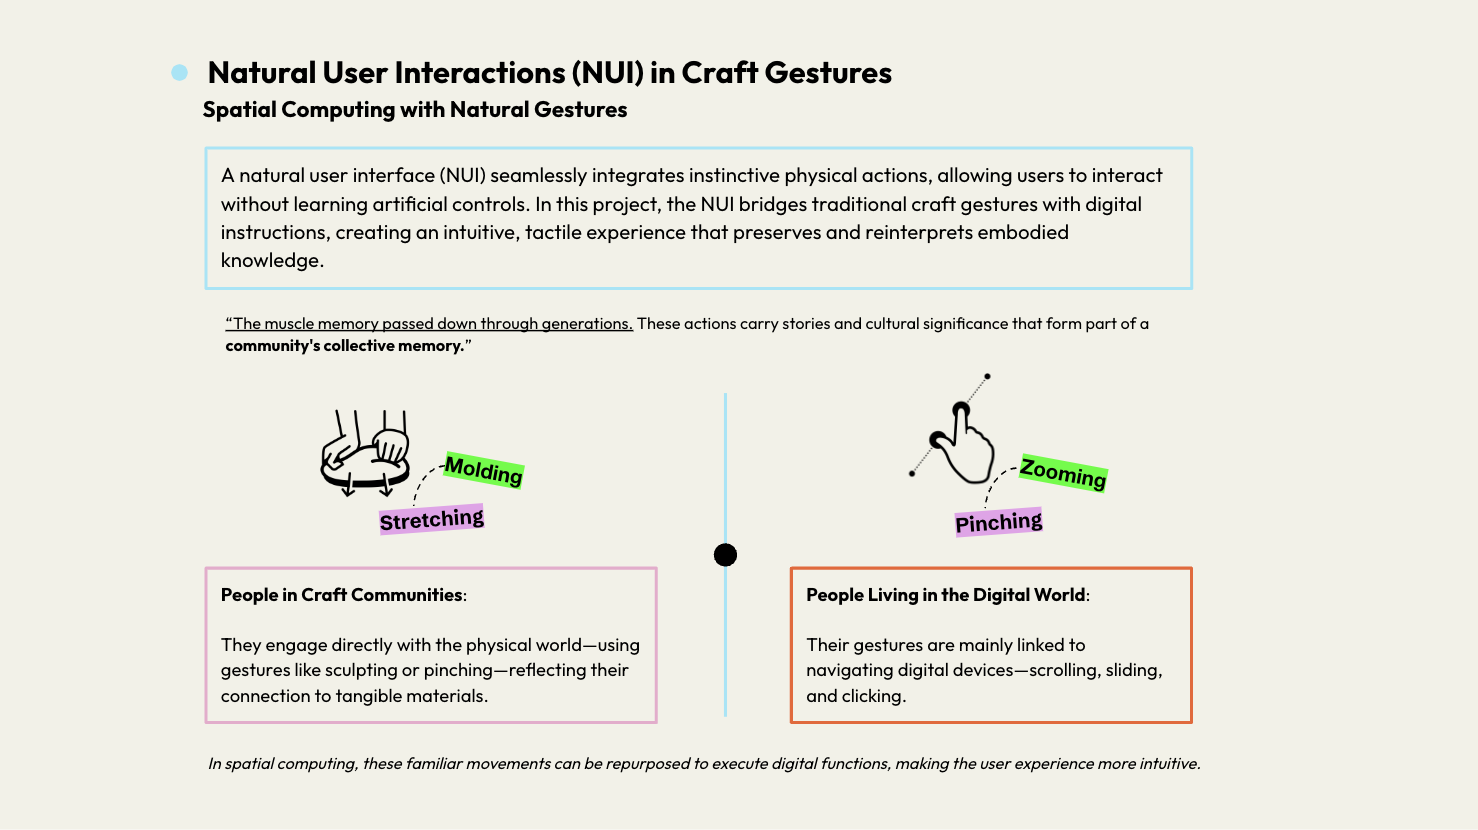 Natural User Interactions (NUI) in Craft Gestures
Spatial Computing with Natural Gestures
A natural user interface (NUI) seamlessly integrates instinctive physical actions, allowing users to interact
without learning artificial controls. In this project, the NUI bridges traditional craft gestures with digital
instructions, creating an intuitive, tactile experience that preserves and reinterprets embodied
knowledge.
“The muscle memory passed down through generations. These actions carry stories and cultural significance that form part of a
community's collective memory.”
Molding
Stretching
Zooming
Pinching
People in Craft Communities:
They engage directly with the physical world—using
gestures like sculpting or pinching—reflecting their
connection to tangible materials.
People Living in the Digital World:
Their gestures are mainly linked to
navigating digital devices—scrolling, sliding,
and clicking.
In spatial computing, these familiar movements can be repurposed to execute digital functions, making the user experience more intuitive.